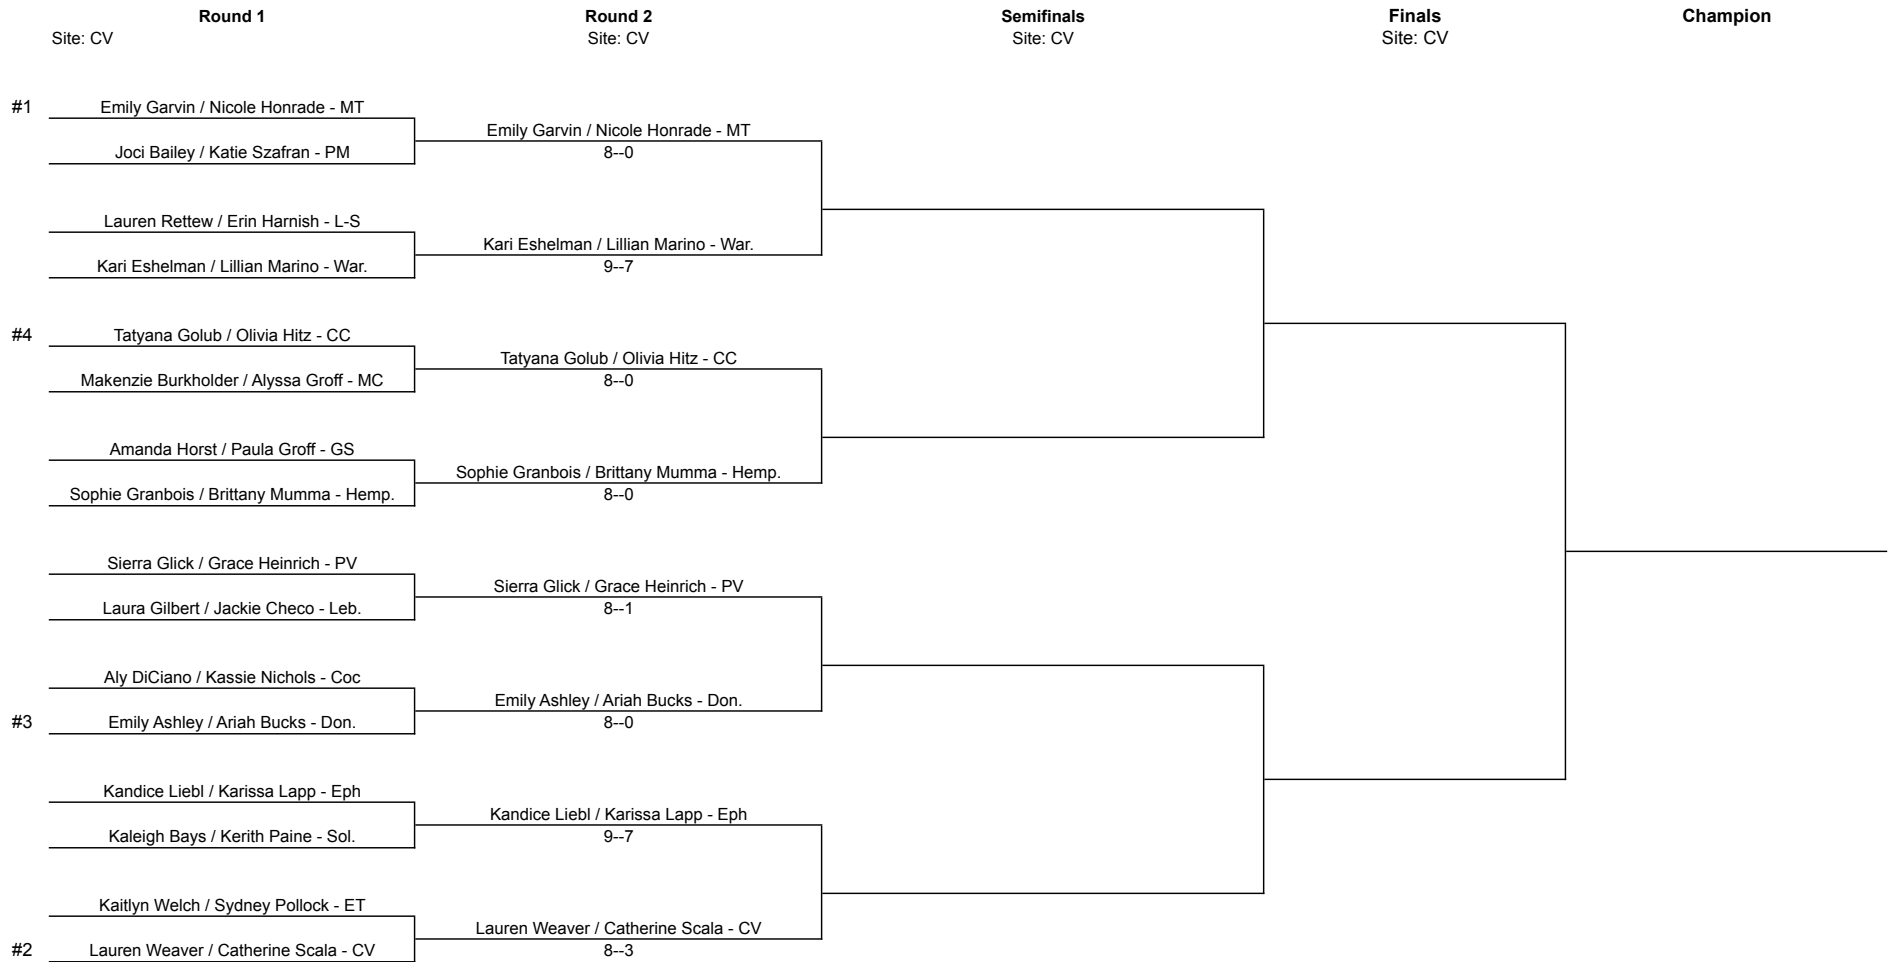 Round 1
Site: CV
Round 2
Site: CV
Semifinals
Site: CV
Finals
Site: CV
Champion
#1
Emily Garvin / Nicole Honrade - MT
Joci Bailey / Katie Szafran - PM
Lauren Rettew / Erin Harnish - L-S
Kari Eshelman / Lillian Marino - War.
#4
Tatyana Golub / Olivia Hitz - CC
Makenzie Burkholder / Alyssa Groff - MC
Amanda Horst / Paula Groff - GS
Sophie Granbois / Brittany Mumma - Hemp.
Sierra Glick / Grace Heinrich - PV
Laura Gilbert / Jackie Checo - Leb.
Aly DiCiano / Kassie Nichols - Coc
#3
Emily Ashley / Ariah Bucks - Don.
Kandice Liebl / Karissa Lapp - Eph
Kaleigh Bays / Kerith Paine - Sol.
Kaitlyn Welch / Sydney Pollock - ET
#2
Lauren Weaver / Catherine Scala - CV
Emily Garvin / Nicole Honrade - MT
8--0
Kari Eshelman / Lillian Marino - War.
9--7
Tatyana Golub / Olivia Hitz - CC
8--0
Sophie Granbois / Brittany Mumma - Hemp.
8--0
Sierra Glick / Grace Heinrich - PV
8--1
Emily Ashley / Ariah Bucks - Don.
8--0
Kandice Liebl / Karissa Lapp - Eph
9--7
Lauren Weaver / Catherine Scala - CV
8--3